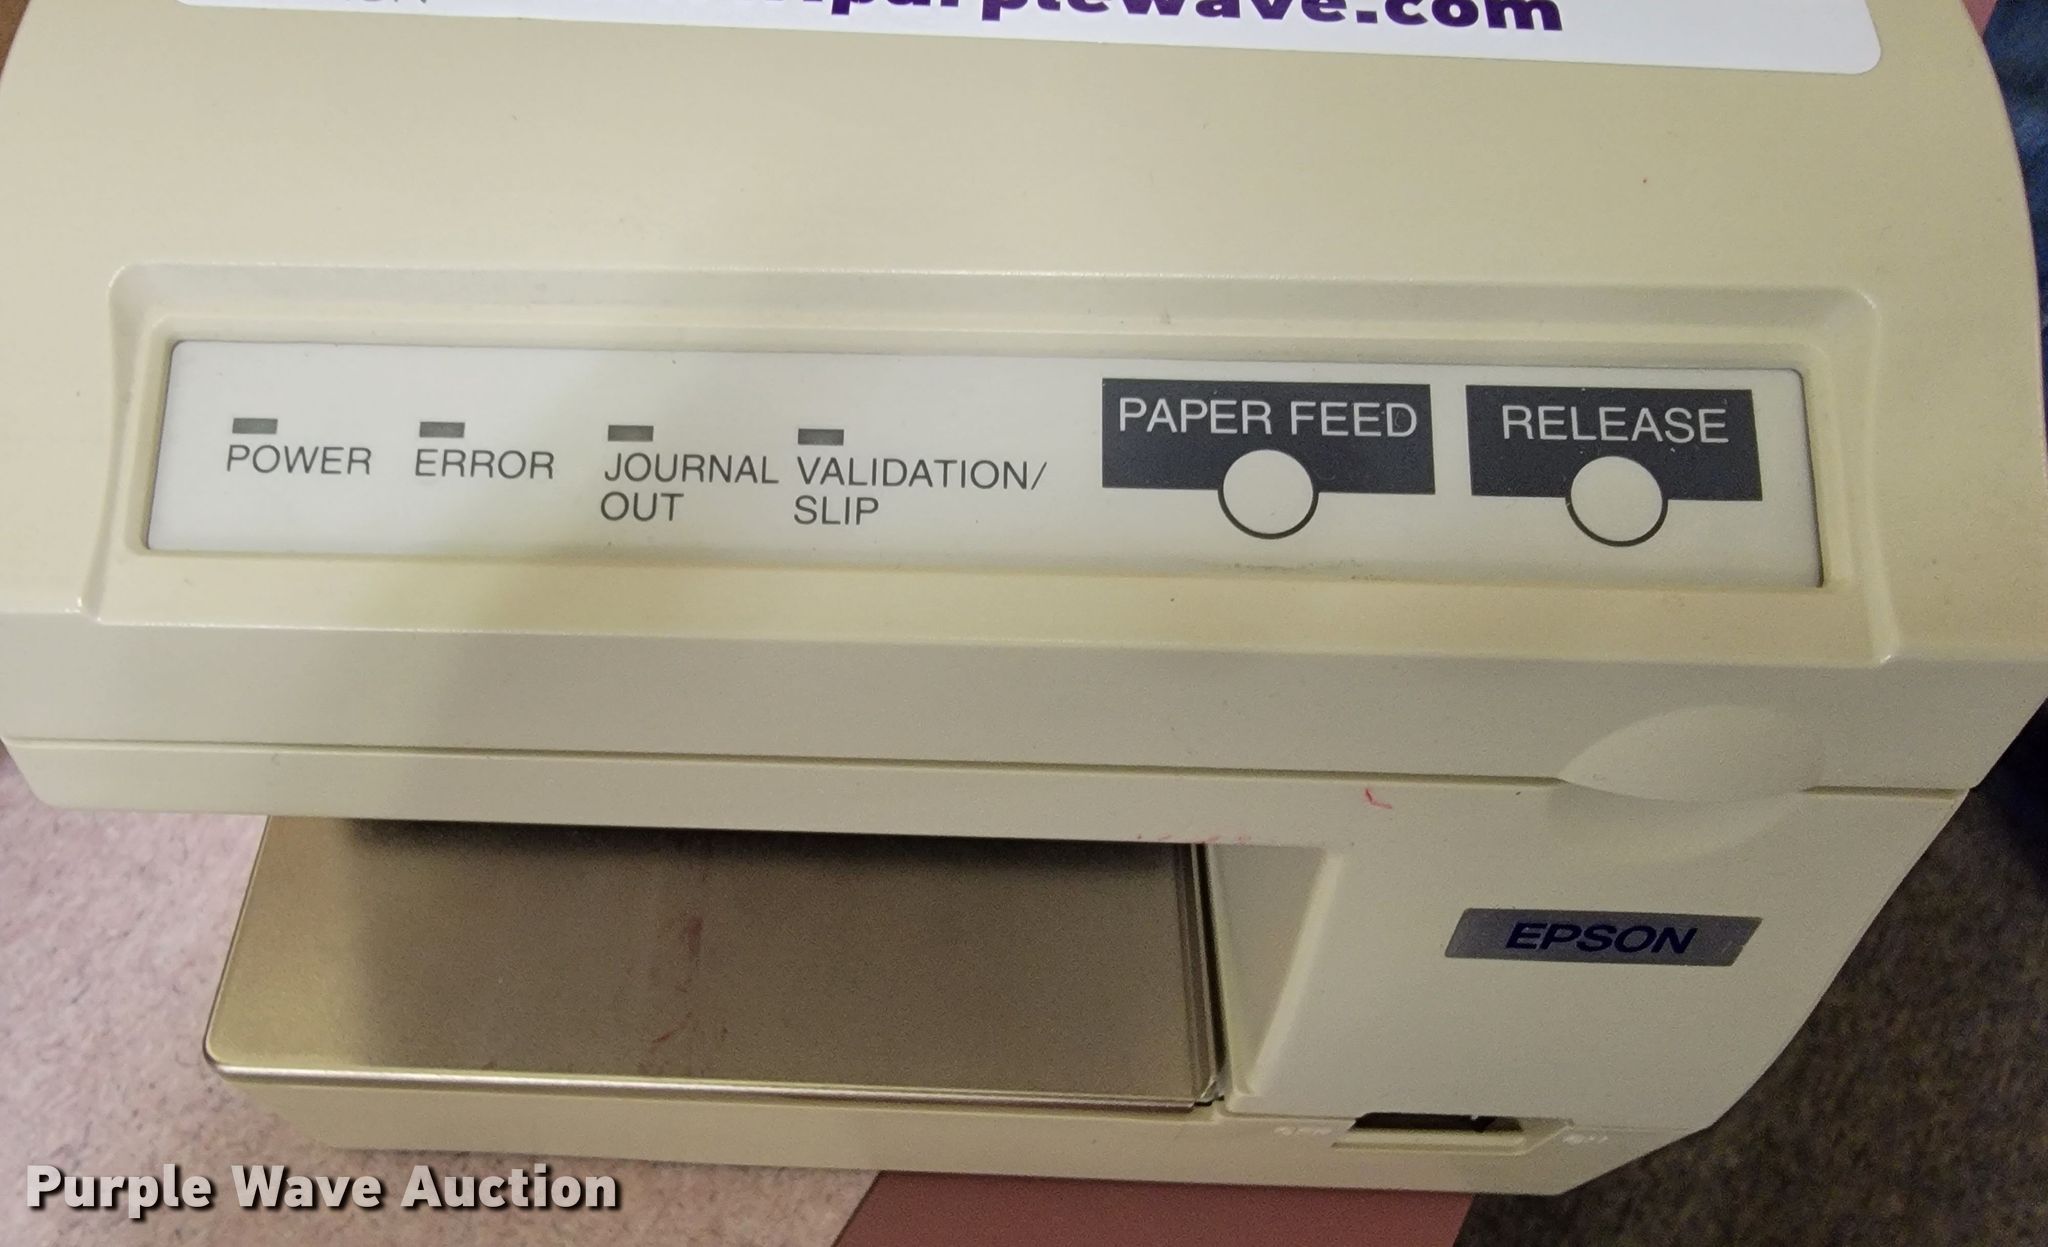 purplewave.com
POWER
ERROR
JOURNAL OUT
VALIDATION/
SLIP
PAPER FEED
RELEASE
EPSON
Purple Wave Auction